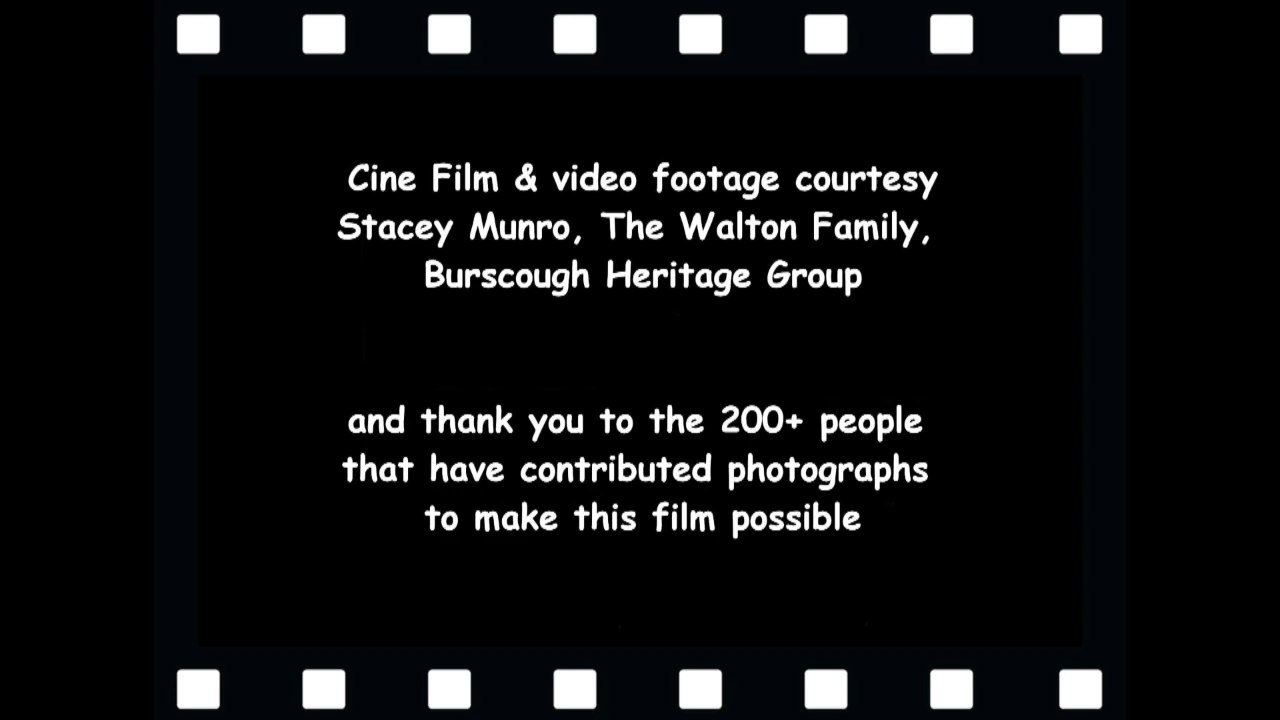 Cine Film & video footage courtesy
Stacey Munro, The Walton Family,
Burscough Heritage Group
and thank you to the 200+ people
that have contributed photographs
to make this film possible